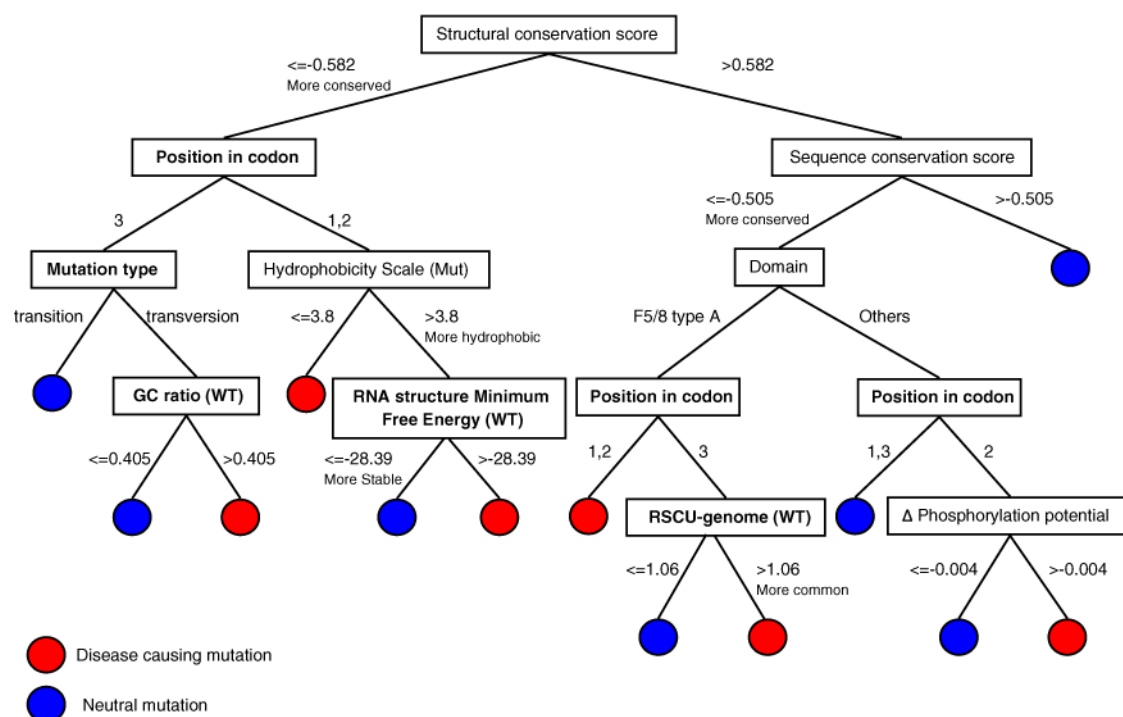 Structural conservation score
<=-0.582
More conserved
>0.582
Position in codon
Sequence conservation score
3
1,2
<=-0.505
More conserved
>-0.505
Mutation type
Hydrophobicity Scale (Mut)
Domain
transition
transversion
<=3.8
>3.8
More hydrophobic
F5/8 type A
Others
GC ratio (WT)
RNA structure Minimum
Free Energy (WT)
Position in codon
Position in codon
<=0.405
>0.405
<=-28.39
More Stable
>-28.39
1,2
3
1,3
2
RSCU-genome (WT)
Δ Phosphorylation potential
<=1.06
>1.06
More common
<=-0.004
>-0.004
Disease causing mutation
Neutral mutation